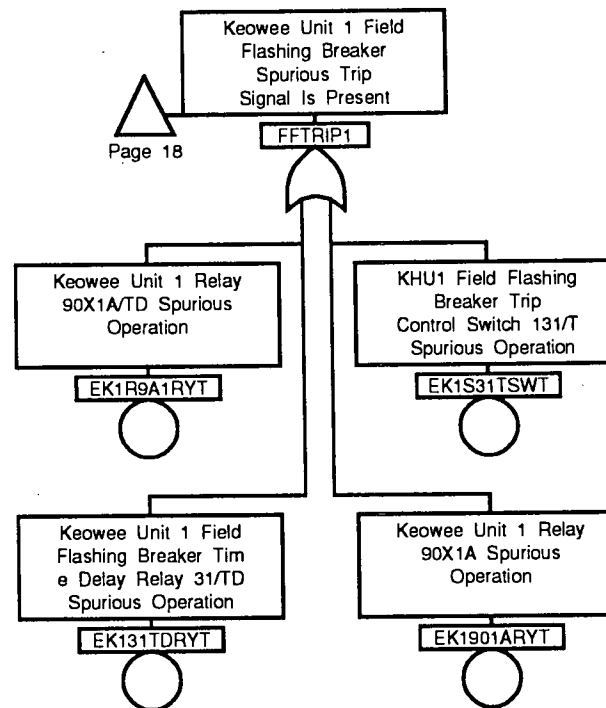 Keowee Unit 1 Field
Flashing Breaker
Spurious Trip
Signal Is Present
Page 18
FFTRIP1
Keowee Unit 1 Relay
90X1A/TD Spurious
Operation
EK1R9A1RYT
KHU1 Field Flashing
Breaker Trip
Control Switch 131/T
Spurious Operation
EK1S31TSWT
Keowee Unit 1 Field
Flashing Breaker Tim
e Delay Relay 31/TD
Spurious Operation
EK131TDRYT
Keowee Unit 1 Relay
90X1A Spurious
Operation
EK1901ARYT